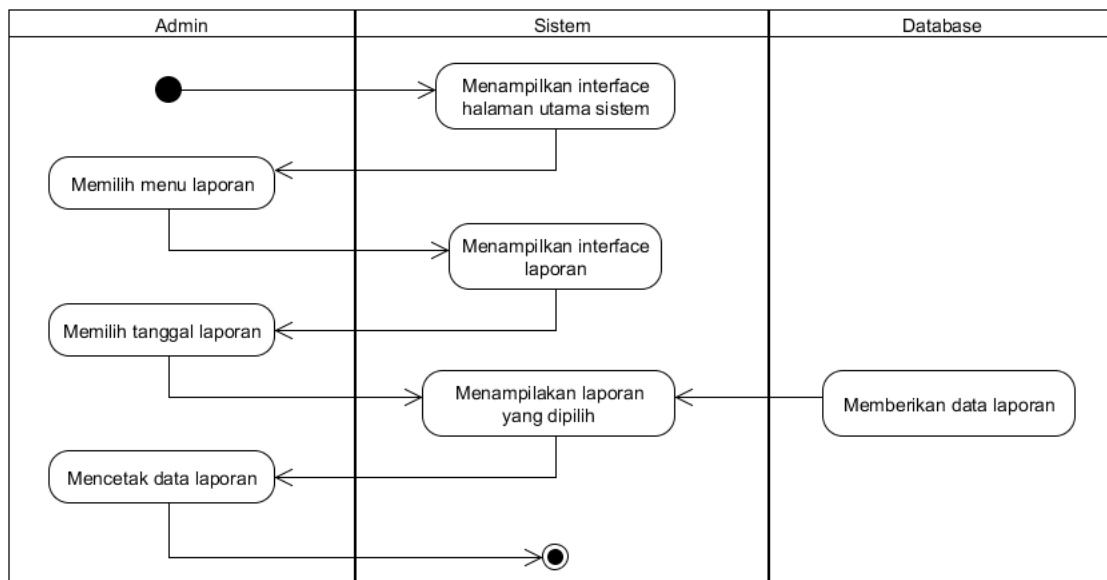 Admin
Sistem
Database
Menampilkan interface
halaman utama sistem
Memilih menu laporan
Menampilkan interface
laporan
Memilih tanggal laporan
Menampilakan laporan
yang dipilih
Memberikan data laporan
Mencetak data laporan